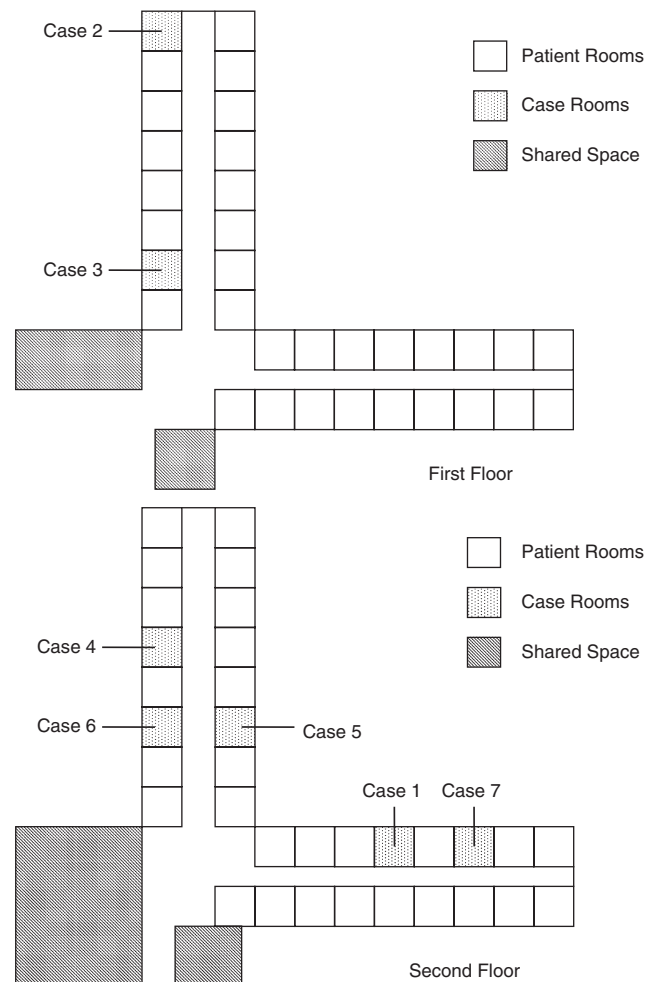 Case 2
Patient Rooms
Case Rooms
Shared Space
Case 3
First Floor
Patient Rooms
Case Rooms
Case 4
Shared Space
Case 6
Case 5
Case 1 Case 7
Second Floor